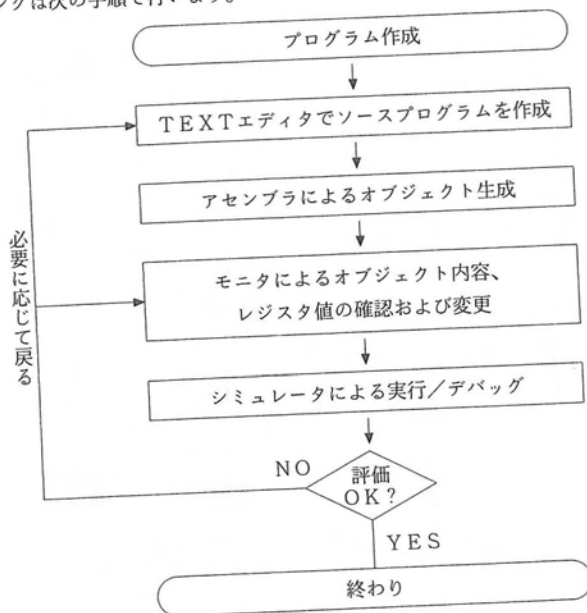 グは次の手順で行います。
プログラム作成
ＴＥＸＴエディタでソースプログラムを作成
アセンブラによるオブジェクト生成
モニタによるオブジェクト内容、
レジスタ値の確認および変更
シミュレータによる実行／デバッグ
必要に応じて戻る
NO
評価
OK？
YES
終わり